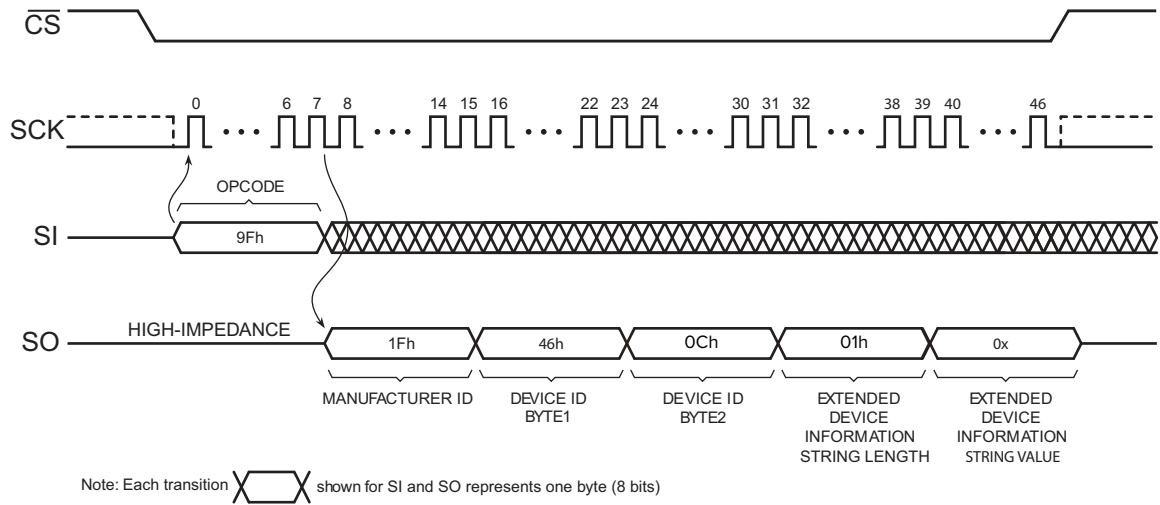 CS
0 6 7 8 14 15 16 22 23 24 30 31 32 38 39 40 46
SCK
OPCODE
SI
9Fh
HIGH-IMPEDANCE
SO
1Fh 46h 0Ch 01h 0x
MANUFACTURER ID
DEVICE ID
BYTE1
DEVICE ID
BYTE2
EXTENDED
DEVICE
INFORMATION
STRING LENGTH
EXTENDED
DEVICE
INFORMATION
STRING VALUE
Note: Each transition shown for SI and SO represents one byte (8 bits)